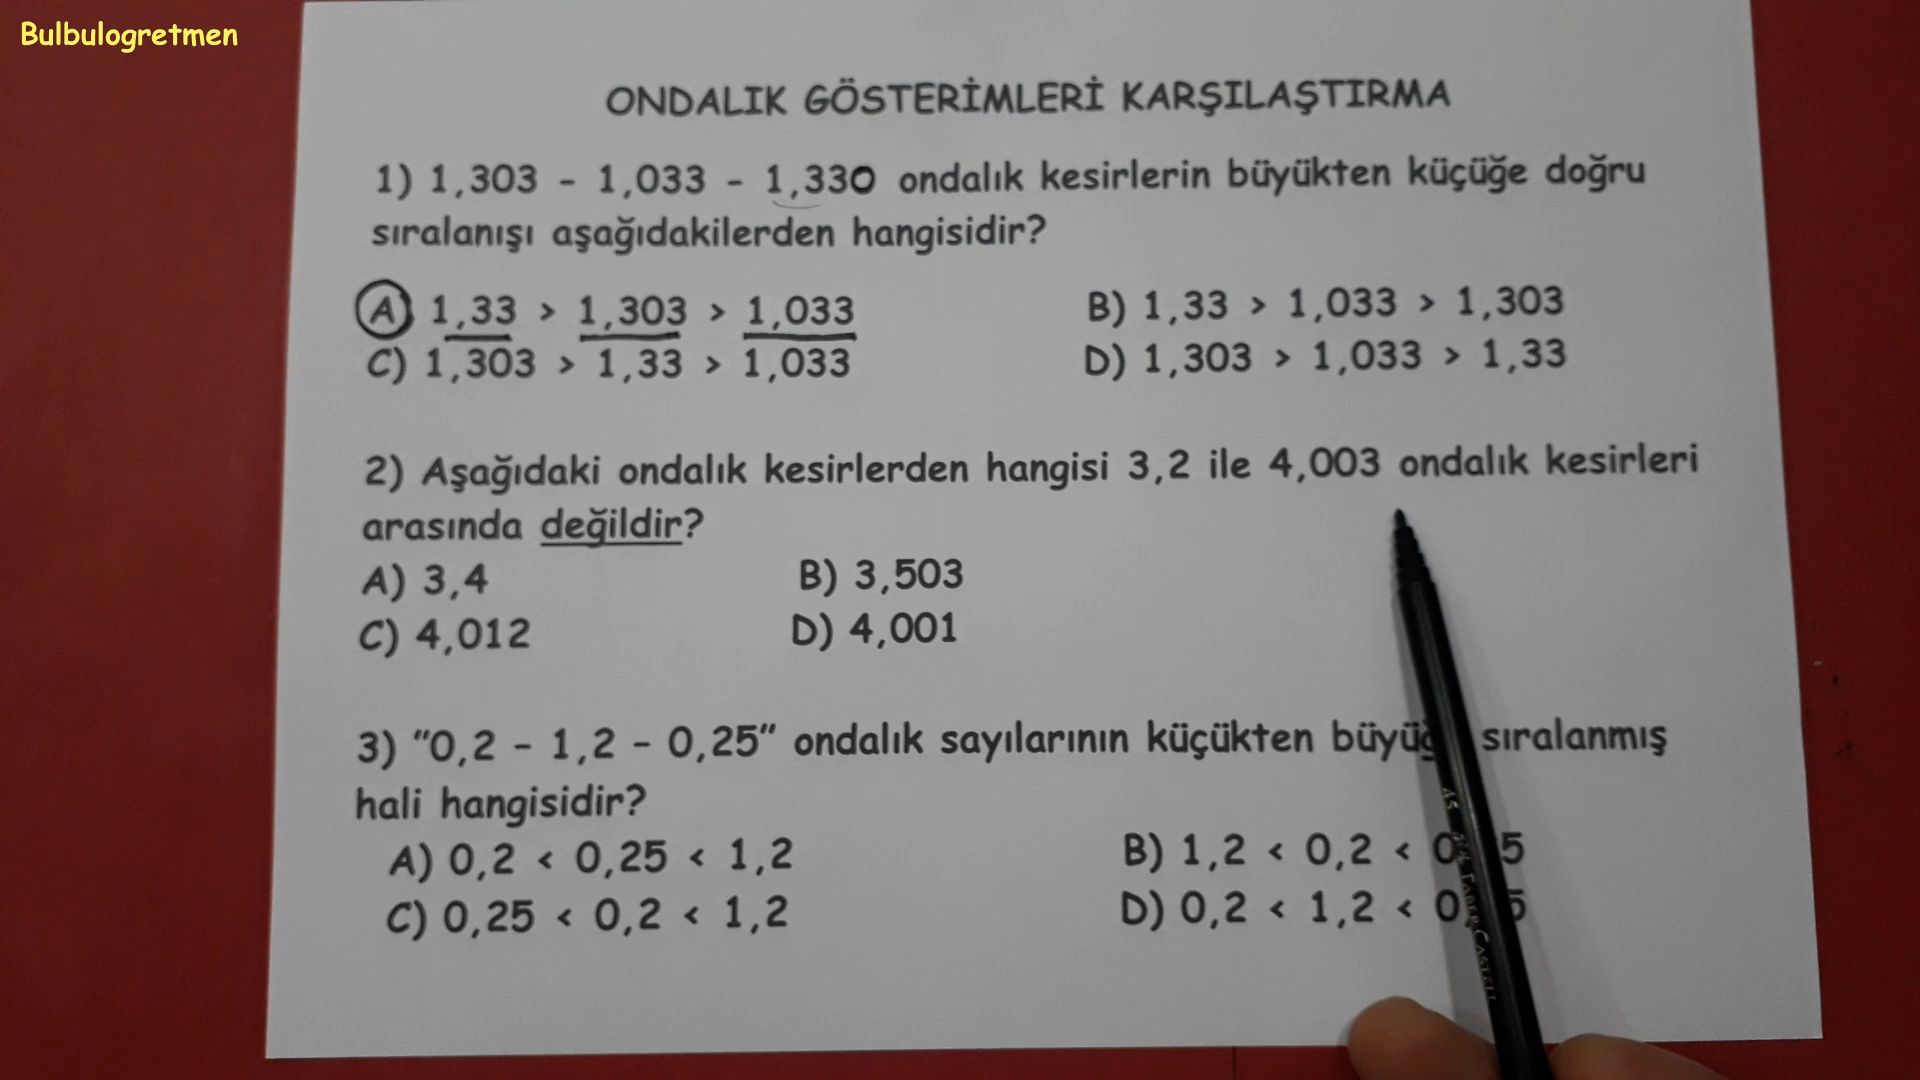 Bulbulogretmen
ONDALIK GÖSTERİMLERİ KARŞILAŞTIRMA
1) 1,303 - 1,033 - 1,330 ondalık kesirlerin büyükten küçüğe doğru
sıralanışı aşağıdakilerden hangisidir?
A) 1,33 > 1,303 > 1,033 B) 1,33 > 1,033 > 1,303
C) 1,303 > 1,33 > 1,033 D) 1,303 > 1,033 > 1,33
2) Aşağıdaki ondalık kesirlerden hangisi 3,2 ile 4,003 ondalık kesirleri
arasında değildir?
A) 3,4 B) 3,503
C) 4,012 D) 4,001
3) "0,2 - 1,2 - 0,25" ondalık sayılarının küçükten sıralanmış
hali hangisidir?
A) 0,2 < 0,25 < 1,2 B) 1,2 < 0,2 <
C) 0,25 < 0,2 < 1,2 D) 0,2 < 1,2 <